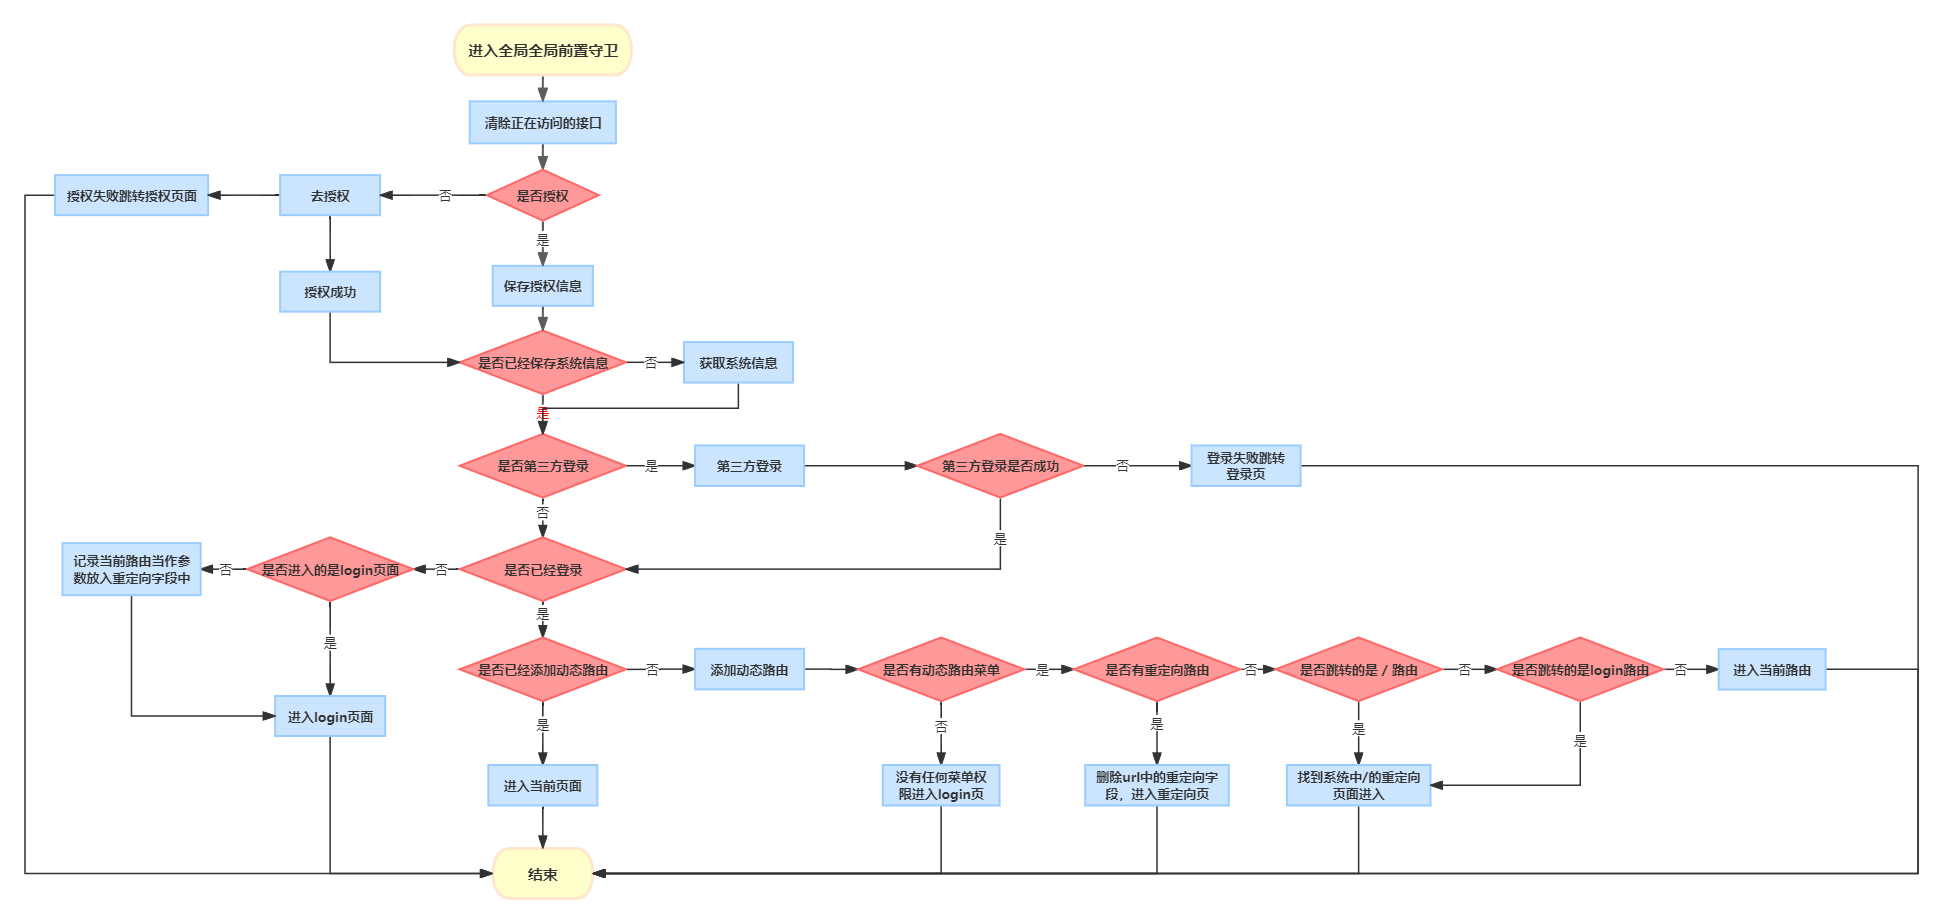 进入全局全局前置守卫
清除正在访问的接口
授权失败跳转授权页面
去授权
否
是否授权
是
授权成功
保存授权信息
是否已经保存系统信息
否
获取系统信息
是
是否第三方登录
是
第三方登录
第三方登录是否成功
否
登录失败跳转
登录页
否
是
记录当前路由当作参
数放入重定向字段中
否
是否进入的是login页面
否
是否已经登录
是
是
是否已经添加动态路由
否
添加动态路由
是否有动态路由菜单
是
是否有重定向路由
否
是否跳转的是 / 路由
否
是否跳转的是login路由
否
进入当前路由
进入login页面
是
否
是
是
是
进入当前页面
没有任何菜单权
限进入login页
删除url中的重定向字
段，进入重定向页
找到系统中/的重定向
页面进入
结束